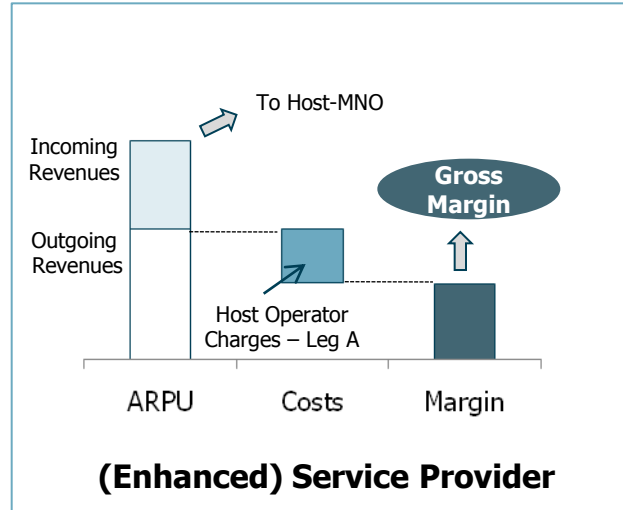 To Host-MNO
Incoming
Revenues
Gross
Margin
Outgoing
Revenues
Host Operator
Charges – Leg A
ARPU
Costs
Margin
(Enhanced) Service Provider